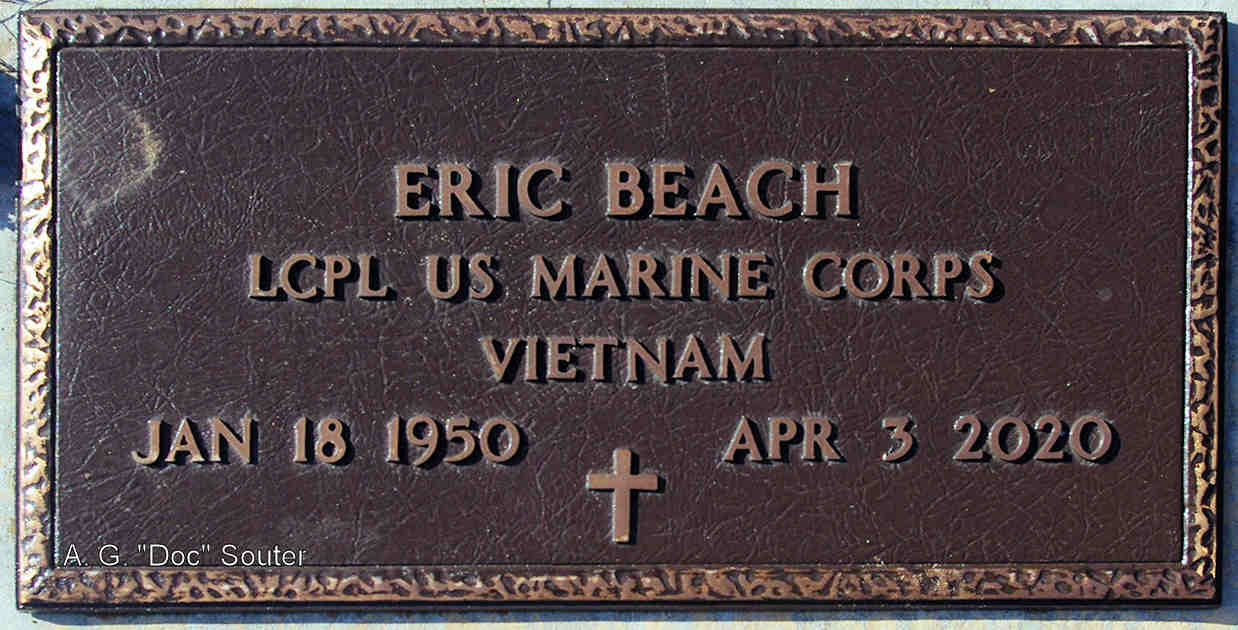 ERIC BEACH
LCPL US MARINE CORPS
VIETNAM
JAN 18 1950 APR 3 2020
A. G. "Doc" Souter